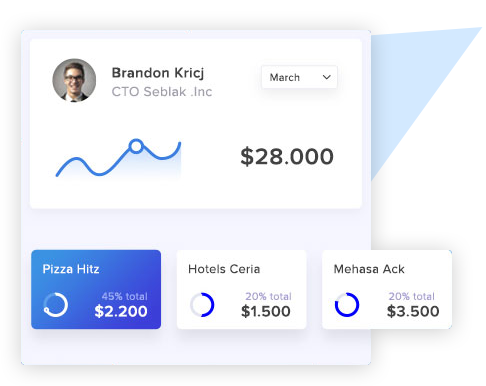 Brandon Kricj
CTO Seblak .Inc
March
$28.000
Pizza Hitz
45% total
$2.200
Hotels Ceria
20% total
$1.500
Mehasa Ack
20% total
$3.500